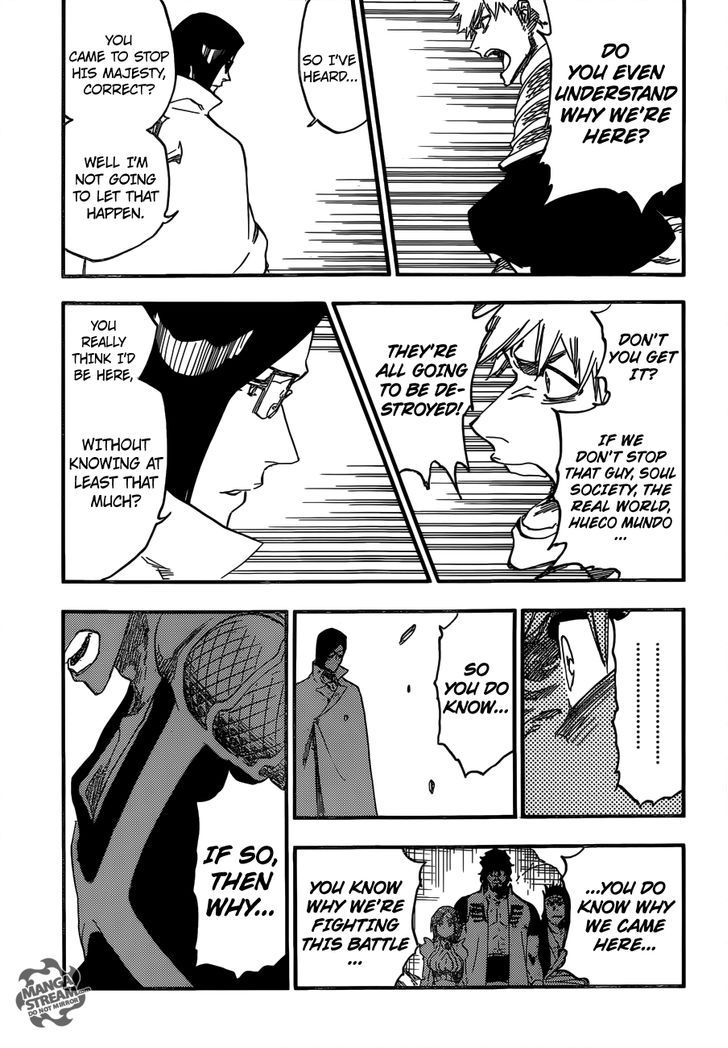 DO
YOU EVEN
UNDERSTAND
WHY WE'RE
HERE?
SO I'VE
HEARD...
YOU
CAME TO STOP
HIS MAJESTY,
CORRECT?
WELL I'M
NOT GOING
TO LET THAT
HAPPEN.
DON'T
YOU GET
IT?
IF WE
DON'T STOP
THAT GUY, SOUL
SOCIETY, THE
REAL WORLD,
HUECO MUNDO
...
THEY'RE
ALL GOING
TO BE DE-
STROYED!
YOU
REALLY
THINK I'D
BE HERE,
WITHOUT
KNOWING AT
LEAST THAT
MUCH?
..........
SO
YOU DO
KNOW...
...YOU DO
KNOW WHY
WE CAME
HERE...
YOU KNOW
WHY WE'RE
FIGHTING
THIS BATTLE
...
IF SO,
THEN
WHY...
MANGA
STREAM.com
DO NOT MIRROR